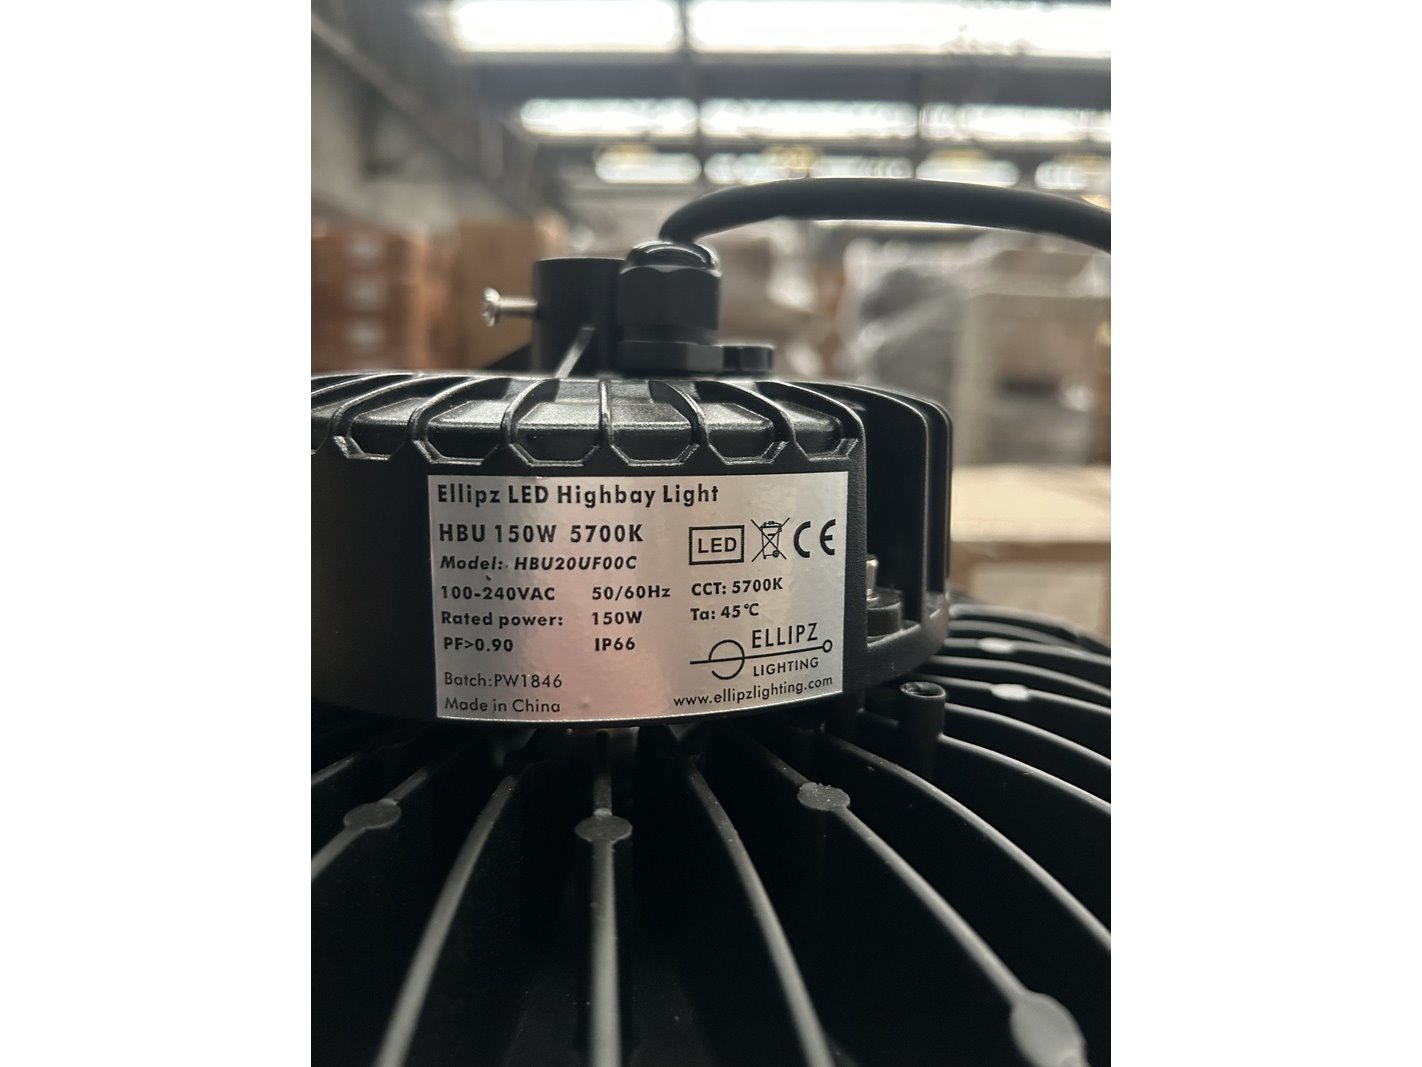 Ellipz LED Highbay Light
HBU 150W 5700K
Model: HBU20UF00C
100-240VAC 50/60Hz
Rated power: 150W
PF>0.90 IP66
Batch:PW1846
Made in China
LED CE
CCT: 5700K
Ta: 45°C
ELLIPZ
LIGHTING
www.ellipzlighting.com